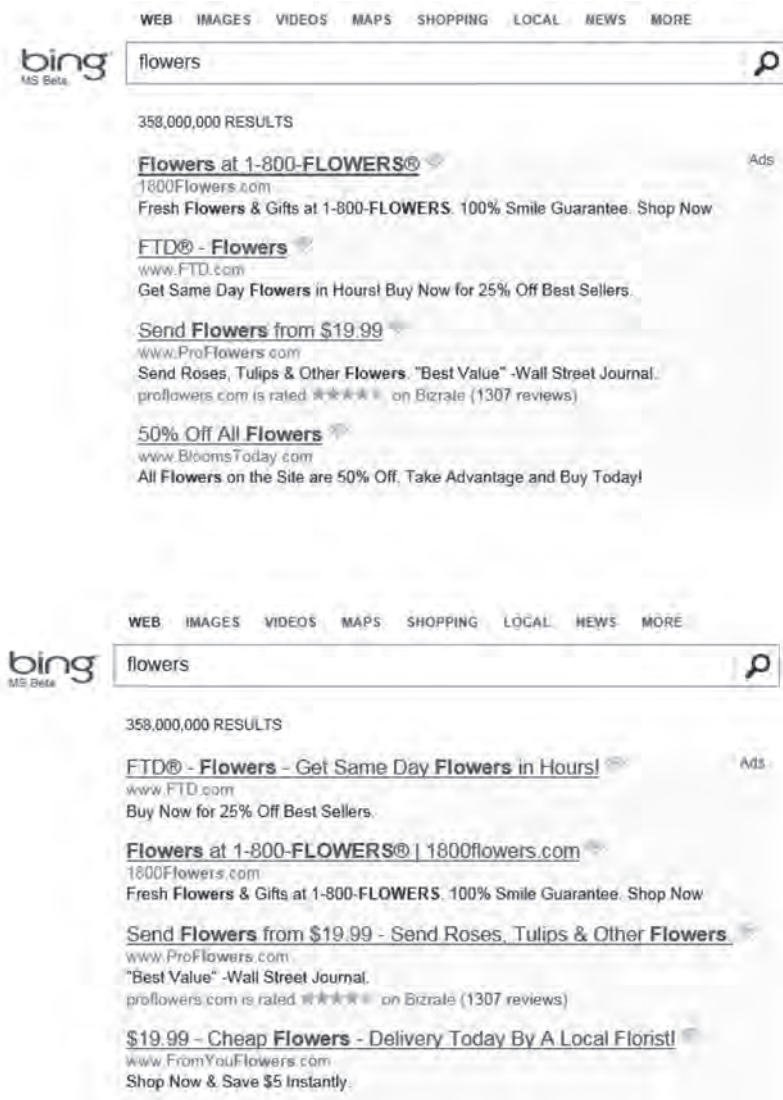 WEB IMAGES VIDEOS MAPS SHOPPING LOCAL NEWS MORE
bing
MS Beta
flowers
358,000,000 RESULTS
Flowers at 1-800-FLOWERS®
Ads
1800Flowers.com
Fresh Flowers & Gifts at 1-800-FLOWERS. 100% Smile Guarantee. Shop Now
FTD® - Flowers
www.FTD.com
Get Same Day Flowers in Hours! Buy Now for 25% Off Best Sellers.
Send Flowers from $19.99
www.ProFlowers.com
Send Roses, Tulips & Other Flowers. "Best Value" -Wall Street Journal.
proflowers.com is rated ★★★★★ on Bizrate (1307 reviews)
50% Off All Flowers
www.BloomsToday.com
All Flowers on the Site are 50% Off. Take Advantage and Buy Today!
WEB IMAGES VIDEOS MAPS SHOPPING LOCAL NEWS MORE
bing
MS Beta
flowers
358,000,000 RESULTS
FTD® - Flowers - Get Same Day Flowers in Hours!
Ads
www.FTD.com
Buy Now for 25% Off Best Sellers.
Flowers at 1-800-FLOWERS® | 1800flowers.com
1800Flowers.com
Fresh Flowers & Gifts at 1-800-FLOWERS. 100% Smile Guarantee. Shop Now
Send Flowers from $19.99 - Send Roses, Tulips & Other Flowers.
www.ProFlowers.com
"Best Value" -Wall Street Journal.
proflowers.com is rated ★★★★★ on Bizrate (1307 reviews)
$19.99 - Cheap Flowers - Delivery Today By A Local Florist!
www.FromYouFlowers.com
Shop Now & Save $5 Instantly.